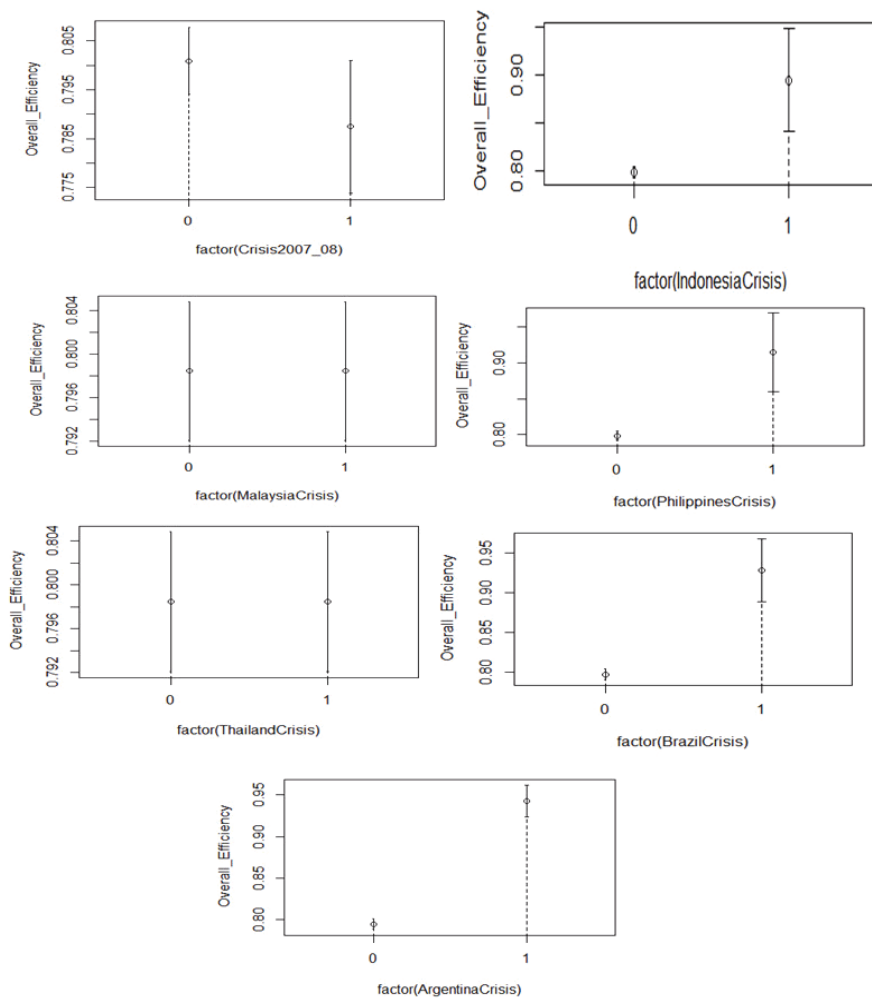 Overall_Efficiency
0.805
0.795
0.785
0.775
0 1
factor(Crisis2007_08)
Overall_Efficiency
0.90
0.80
0 1
factor(IndonesiaCrisis)
Overall_Efficiency
0.804
0.800
0.796
0.792
0 1
factor(MalaysiaCrisis)
Overall_Efficiency
0.90
0.80
0 1
factor(PhilippinesCrisis)
Overall_Efficiency
0.804
0.800
0.796
0.792
0 1
factor(ThailandCrisis)
Overall_Efficiency
0.95
0.90
0.85
0.80
0 1
factor(BrazilCrisis)
Overall_Efficiency
0.95
0.90
0.85
0.80
0 1
factor(ArgentinaCrisis)